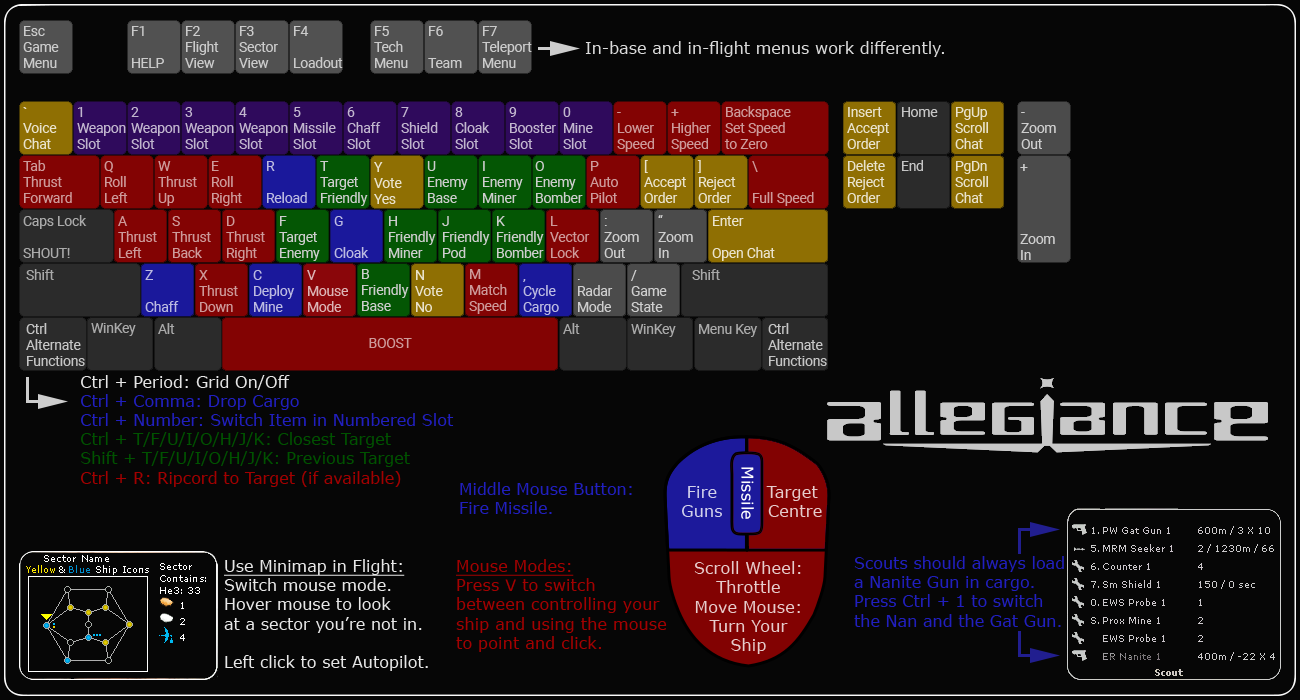 Esc
Game
Menu
F1
HELP
F2
Flight
View
F3
Sector
View
F4
Loadout
F5
Tech
Menu
F6
Team
F7
Teleport
Menu
In-base and in-flight menus work differently.
`
Voice
Chat
1
Weapon
Slot
2
Weapon
Slot
3
Weapon
Slot
4
Weapon
Slot
5
Missile
Slot
6
Chaff
Slot
7
Shield
Slot
8
Cloak
Slot
9
Booster
Slot
0
Mine
Slot
-
Lower
Speed
+
Higher
Speed
Backspace
Set Speed
to Zero
Insert
Accept
Order
Home
PgUp
Scroll
Chat
-
Zoom
Out
Tab
Thrust
Forward
Q
Roll
Left
W
Thrust
Up
E
Roll
Right
R
Reload
T
Target
Friendly
Y
Vote
Yes
U
Enemy
Base
I
Enemy
Miner
O
Enemy
Bomber
P
Auto
Pilot
[
Accept
Order
]
Reject
Order
\
Full Speed
Delete
Reject
Order
End
PgDn
Scroll
Chat
+
Zoom
In
Caps Lock
SHOUT!
A
Thrust
Left
S
Thrust
Back
D
Thrust
Right
F
Target
Enemy
G
Cloak
H
Friendly
Miner
J
Friendly
Pod
K
Friendly
Bomber
L
Vector
Lock
:
Zoom
Out
“
Zoom
In
Enter
Open Chat
Shift
Z
Chaff
X
Thrust
Down
C
Deploy
Mine
V
Mouse
Mode
B
Friendly
Base
N
Vote
No
M
Match
Speed
,
Cycle
Cargo
.
Radar
Mode
/
Game
State
Shift
Ctrl
Alternate
Functions
WinKey
Alt
BOOST
Alt
WinKey
Menu Key
Ctrl
Alternate
Functions
Ctrl + Period: Grid On/Off
Ctrl + Comma: Drop Cargo
Ctrl + Number: Switch Item in Numbered Slot
Ctrl + T/F/U/I/O/H/J/K: Closest Target
Shift + T/F/U/I/O/H/J/K: Previous Target
Ctrl + R: Ripcord to Target (if available)
allegiance
Middle Mouse Button:
Fire Missile.
Fire
Guns
Missile
Target
Centre
Scroll Wheel:
Throttle
Move Mouse:
Turn Your
Ship
Sector Name
Yellow & Blue Ship Icons
Sector
Contains:
He3: 33
1
2
4
Use Minimap in Flight:
Switch mouse mode.
Hover mouse to look
at a sector you’re not in.
Left click to set Autopilot.
Mouse Modes:
Press V to switch
between controlling your
ship and using the mouse
to point and click.
Scouts should always load
a Nanite Gun in cargo.
Press Ctrl + 1 to switch
the Nan and the Gat Gun.
1. PW Gat Gun 1 600m / 3 X 10
5. MRM Seeker 1 2 / 1230m / 66
6. Counter 1 4
7. Sm Shield 1 150 / 0 sec
0. EWS Probe 1 1
S. Prox Mine 1 2
EWS Probe 1 2
ER Nanite 1 400m / -22 X 4
Scout